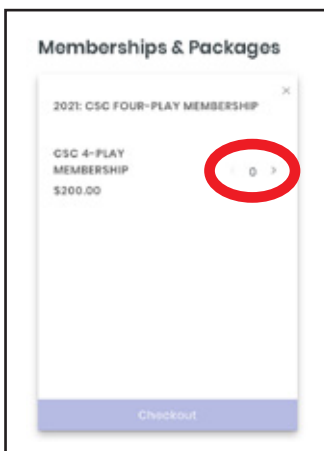 Memberships & Packages
×
2021: CSC FOUR-PLAY MEMBERSHIP
CSC 4-PLAY
MEMBERSHIP
0 >
$200.00
Checkout